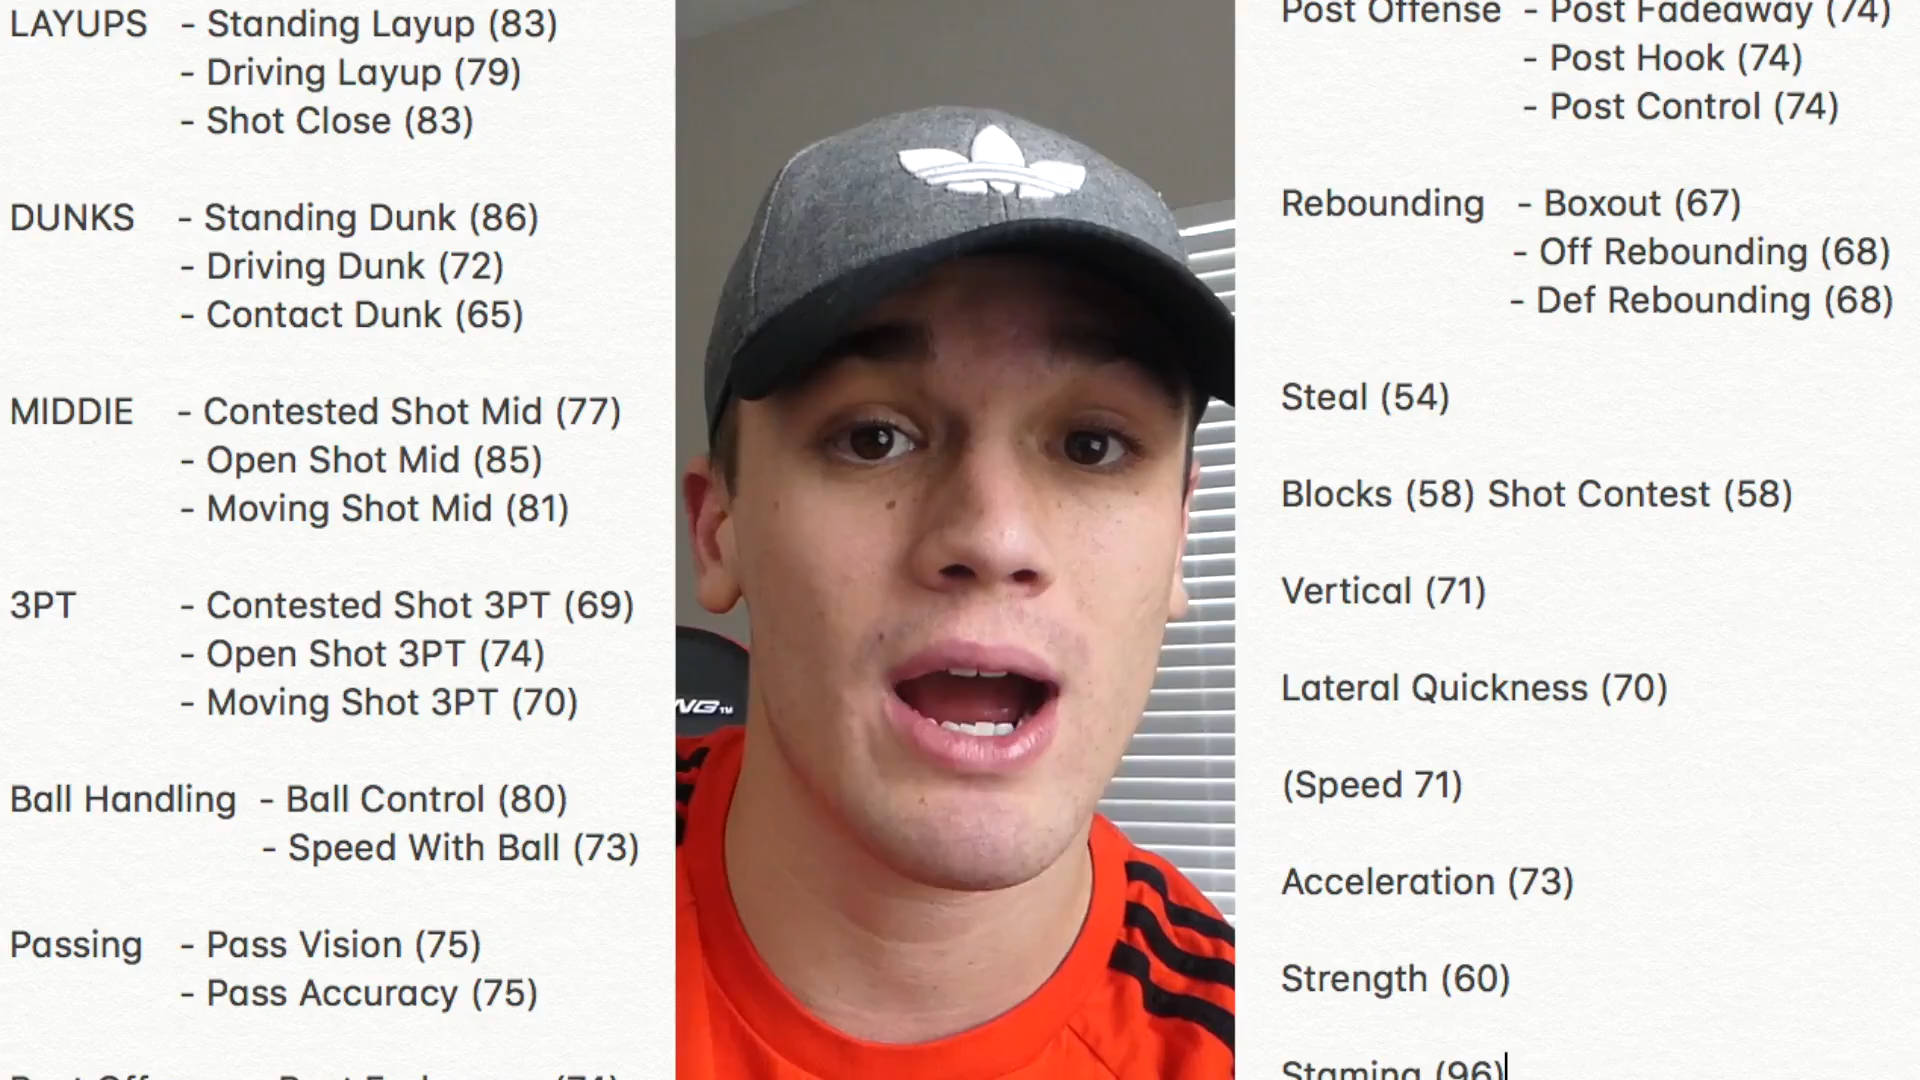 LAYUPS - Standing Layup (83)
- Driving Layup (79)
- Shot Close (83)
DUNKS - Standing Dunk (86)
- Driving Dunk (72)
- Contact Dunk (65)
MIDDIE - Contested Shot Mid (77)
- Open Shot Mid (85)
- Moving Shot Mid (81)
3PT - Contested Shot 3PT (69)
- Open Shot 3PT (74)
- Moving Shot 3PT (70)
Ball Handling - Ball Control (80)
- Speed With Ball (73)
Passing - Pass Vision (75)
- Pass Accuracy (75)
NG™
Post Offense - Post Fadeaway (74)
- Post Hook (74)
- Post Control (74)
Rebounding - Boxout (67)
- Off Rebounding (68)
- Def Rebounding (68)
Steal (54)
Blocks (58) Shot Contest (58)
Vertical (71)
Lateral Quickness (70)
(Speed 71)
Acceleration (73)
Strength (60)
Stamina (96)